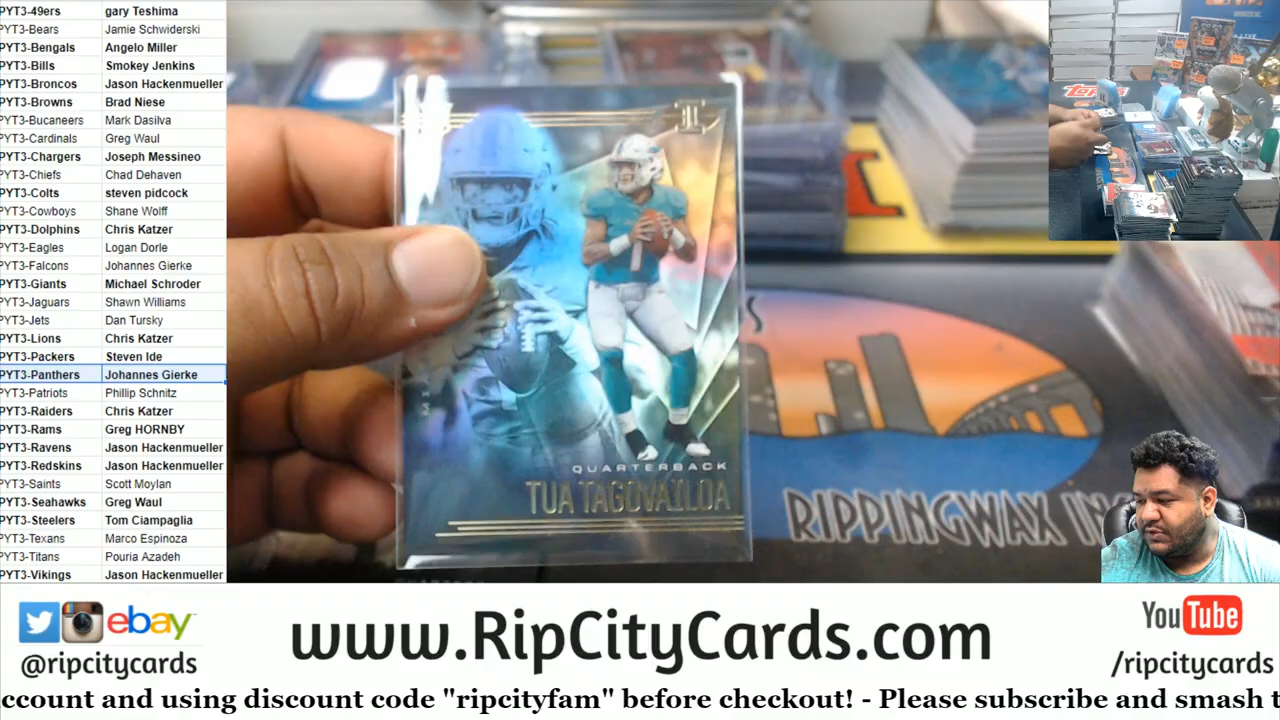 PYT3-49ers gary Teshima
PYT3-Bears Jamie Schwiderski
PYT3-Bengals Angelo Miller
PYT3-Bills Smokey Jenkins
PYT3-Broncos Jason Hackenmueller
PYT3-Browns Brad Niese
PYT3-Bucaneers Mark Dasilva
PYT3-Cardinals Greg Waul
PYT3-Chargers Joseph Messineo
PYT3-Chiefs Chad Dehaven
PYT3-Colts steven pidcock
PYT3-Cowboys Shane Wolff
PYT3-Dolphins Chris Katzer
PYT3-Eagles Logan Dorle
PYT3-Falcons Johannes Gierke
PYT3-Giants Michael Schroder
PYT3-Jaguars Shawn Williams
PYT3-Jets Dan Tursky
PYT3-Lions Chris Katzer
PYT3-Packers Steven Ide
PYT3-Panthers Johannes Gierke
PYT3-Patriots Phillip Schnitz
PYT3-Raiders Chris Katzer
PYT3-Rams Greg HORNBY
PYT3-Ravens Jason Hackenmueller
PYT3-Redskins Jason Hackenmueller
PYT3-Saints Scott Moylan
PYT3-Seahawks Greg Waul
PYT3-Steelers Tom Ciampaglia
PYT3-Texans Marco Espinoza
PYT3-Titans Pouria Azadeh
PYT3-Vikings Jason Hackenmueller
QUARTERBACK
TUA TAGOVAILOA
RIPPINGWAX IN
Topps
ebay
@ripcitycards
www.RipCityCards.com
YouTube
/ripcitycards
ccount and using discount code "ripcityfam" before checkout! - Please subscribe and smash t